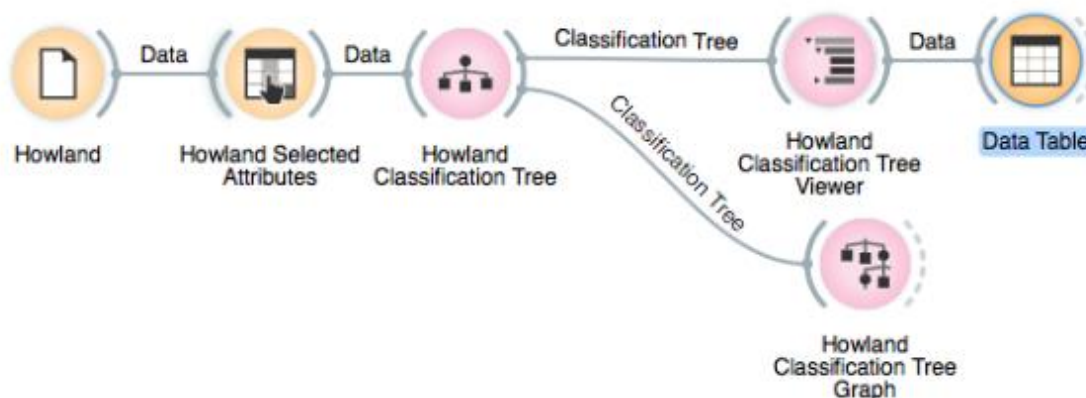 Data
Data
Classification Tree
Data
Howland
Howland Selected
Attributes
Howland
Classification Tree
Howland
Classification Tree
Viewer
Data Table
Classification Tree
Howland
Classification Tree
Graph